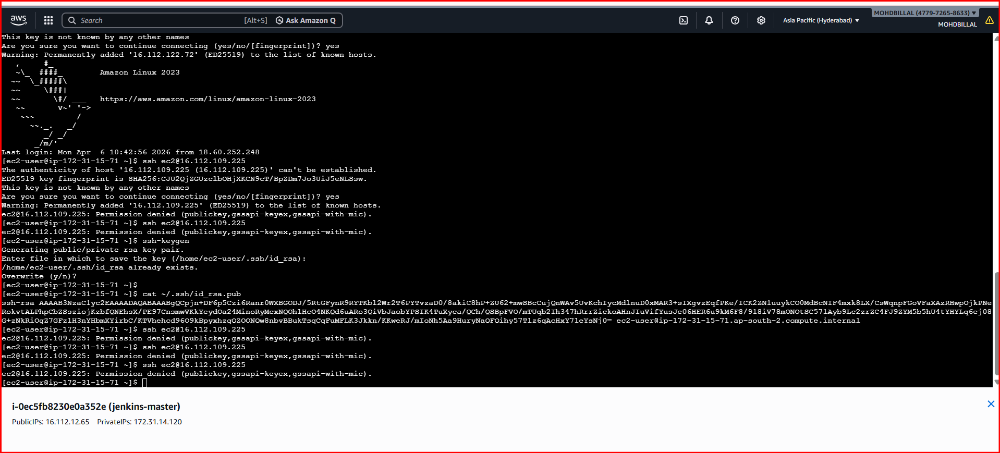 aws
Search [Alt+S] Ask Amazon Q
Asia Pacific (Hyderabad)
MOHDBILLAL (4779-7265-8633)
MOHDBILLAL
This key is not known by any other names
Are you sure you want to continue connecting (yes/no/[fingerprint])? yes
Warning: Permanently added '16.112.122.72' (ED25519) to the list of known hosts.
   ,     #_
   ~\_  ####_        Amazon Linux 2023
  ~~  \_#####\
  ~~     \###|
  ~~       \#/ ___   https://aws.amazon.com/linux/amazon-linux-2023
   ~~       V~' '->
    ~~~         /
      ~~._.   _/
         _/ _/
       _/m/'
Last login: Mon Apr  6 10:42:56 2026 from 18.60.252.248
[ec2-user@ip-172-31-15-71 ~]$ ssh ec2@16.112.109.225
The authenticity of host '16.112.109.225 (16.112.109.225)' can't be established.
ED25519 key fingerprint is SHA256:CJU2QjZGUzclbOHjXKCN9cT/BpZDm7Jo3UiJ5eNLSsw.
This key is not known by any other names
Are you sure you want to continue connecting (yes/no/[fingerprint])? yes
Warning: Permanently added '16.112.109.225' (ED25519) to the list of known hosts.
ec2@16.112.109.225: Permission denied (publickey,gssapi-keyex,gssapi-with-mic).
[ec2-user@ip-172-31-15-71 ~]$ ssh ec2@16.112.109.225
ec2@16.112.109.225: Permission denied (publickey,gssapi-keyex,gssapi-with-mic).
[ec2-user@ip-172-31-15-71 ~]$ ssh-keygen
Generating public/private rsa key pair.
Enter file in which to save the key (/home/ec2-user/.ssh/id_rsa):
/home/ec2-user/.ssh/id_rsa already exists.
Overwrite (y/n)?
[ec2-user@ip-172-31-15-71 ~]$
[ec2-user@ip-172-31-15-71 ~]$ cat ~/.ssh/id_rsa.pub
ssh-rsa AAAAB3NzaC1yc2EAAAADAQABAAABgQCpjn+DF6p5Czi6Ranr0WXBGODJ/5RtGFynR9RYTKbl2Wr2T6PYTvzaD0/8akiC8hP+ZU62+mwSBcCujQnWAv5UvKchIycMdlnuD0xMAR3+sIXgvzEqfPKe/ICK2ZN1uuykCO0MdBcNIF4mxk8LX/CsWqnpFGoVFaXAzRHwpOjkPNe
RokvtALPhpCbZSsziojKzbfQNEhsX/PE97CnsmwVKkYeydOa24MinoRyMcxNQOhlHcO4NKQd6uARo3QiVbJaobYPSIK4TuXyca/QCh/QSBpFVO/mTUqb2Ih347hRrrZickoAHnJIuVifYusJe06HER6u9kM6F8/918iV78mONOtSC571Ayb9Lc2zrZC4FJ9ZYM5b5hU4tYHYLq6ej08
G+zNkRiOgZ7GFzlH3nYHbmXYirbC/KTVhehcd96O9kBpyxhzqQZOONQw8nbvBBUkTsqCqFuMFLK3Jkkn/KKweRJ/mIoNh5Aa9HuryNaQFQihy57Tlz6qAcHxY7leYsNj0= ec2-user@ip-172-31-15-71.ap-south-2.compute.internal
[ec2-user@ip-172-31-15-71 ~]$ ssh ec2@16.112.109.225
ec2@16.112.109.225: Permission denied (publickey,gssapi-keyex,gssapi-with-mic).
[ec2-user@ip-172-31-15-71 ~]$ ssh ec2@16.112.109.225
ec2@16.112.109.225: Permission denied (publickey,gssapi-keyex,gssapi-with-mic).
[ec2-user@ip-172-31-15-71 ~]$ ssh ec2@16.112.109.225
ec2@16.112.109.225: Permission denied (publickey,gssapi-keyex,gssapi-with-mic).
[ec2-user@ip-172-31-15-71 ~]$
i-0ec5fb8230e0a352e (jenkins-master)
PublicIPs: 16.112.12.65 PrivateIPs: 172.31.14.120